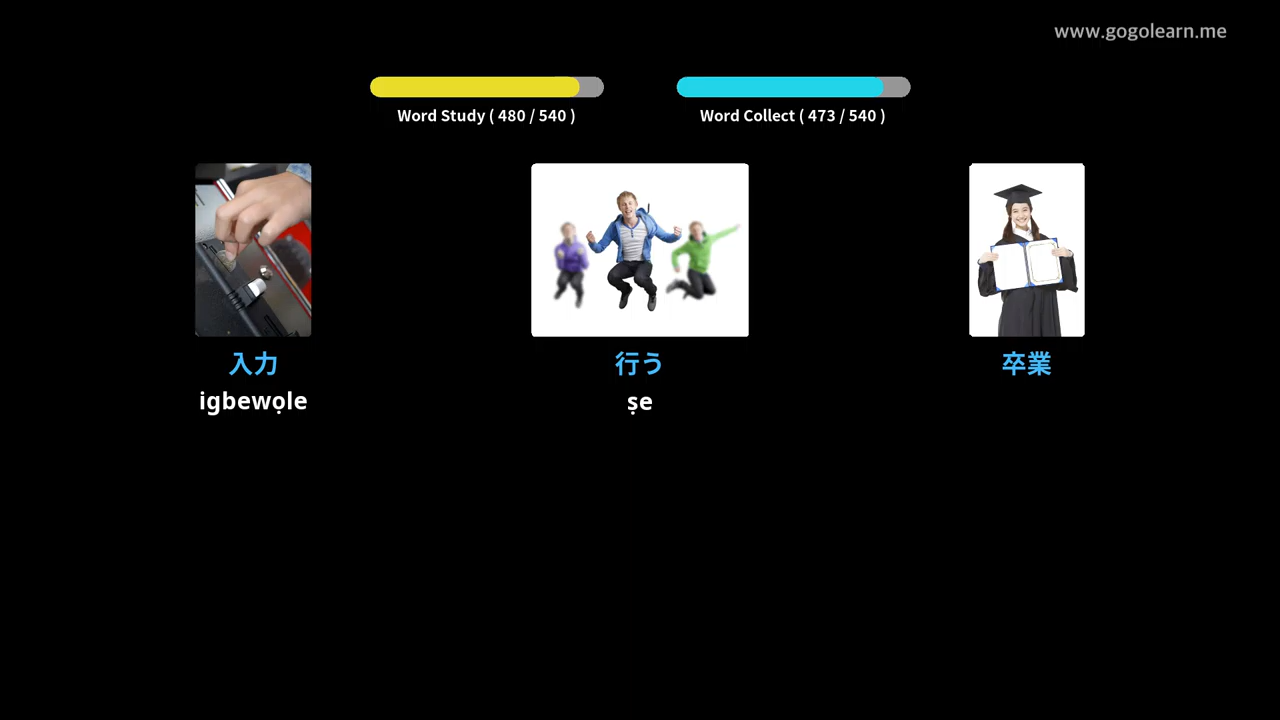 www.gogolearn.me
Word Study ( 480 / 540 )
Word Collect ( 473 / 540 )
入力
行う
卒業
igbewọle
ṣe